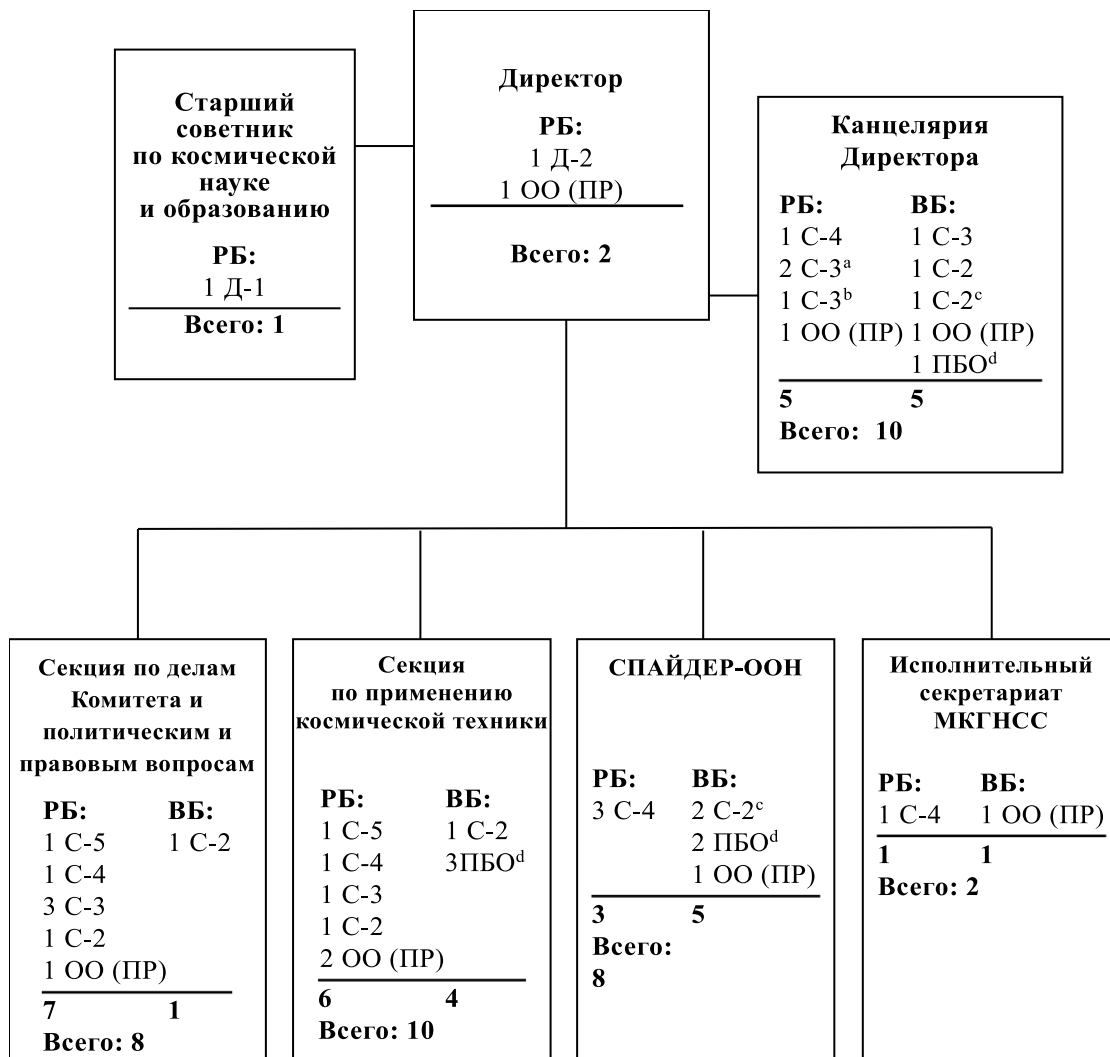 Старший
советник
по космической
науке
и образованию
РБ:
1 Д-1
Всего: 1
Директор
РБ:
1 Д-2
1 ОО (ПР)
Всего: 2
Канцелярия
Директора
РБ: ВБ:
1 С-4 1 С-3
2 С-3ᵃ 1 С-2
1 С-3ᵇ 1 С-2ᶜ
1 ОО (ПР) 1 ОО (ПР)
1 ПБОᵈ
5 5
Всего: 10
Секция по делам
Комитета и
политическим и
правовым вопросам
РБ: ВБ:
1 С-5 1 С-2
1 С-4
3 С-3
1 С-2
1 ОО (ПР)
7 1
Всего: 8
Секция
по применению
космической техники
РБ: ВБ:
1 С-5 1 С-2
1 С-4 3ПБОᵈ
1 С-3
1 С-2
2 ОО (ПР)
6 4
Всего: 10
СПАЙДЕР-ООН
РБ: ВБ:
3 С-4 2 С-2ᶜ
2 ПБОᵈ
1 ОО (ПР)
3 5
Всего:
8
Исполнительный
секретариат
МКГНСС
РБ: ВБ:
1 С-4 1 ОО (ПР)
1 1
Всего: 2